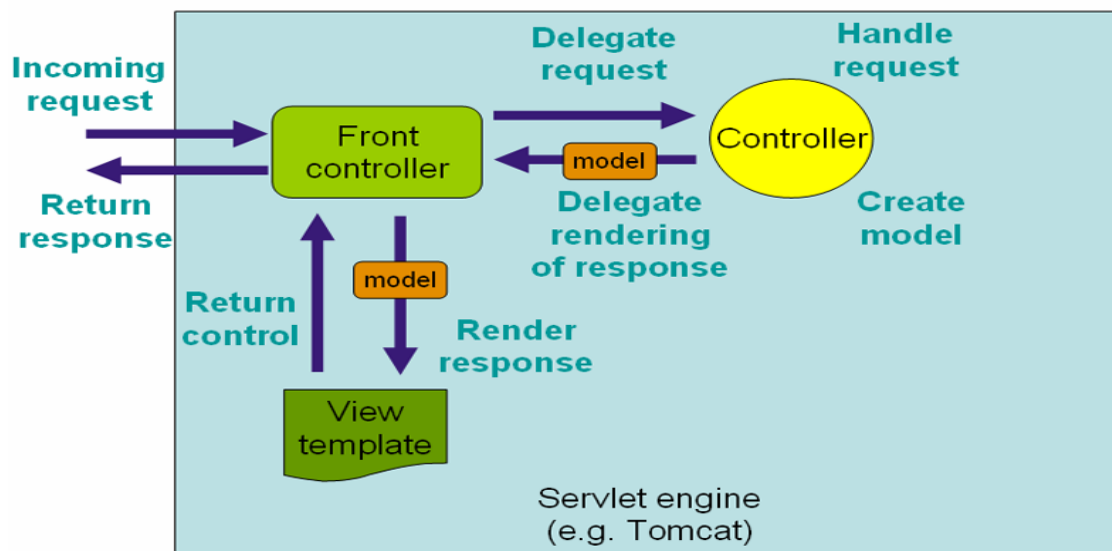 Incoming
request
Return
response
Front
controller
Delegate
request
Handle
request
Controller
model
Delegate
rendering
of response
Create
model
model
Return
control
Render
response
View
template
Servlet engine
(e.g. Tomcat)